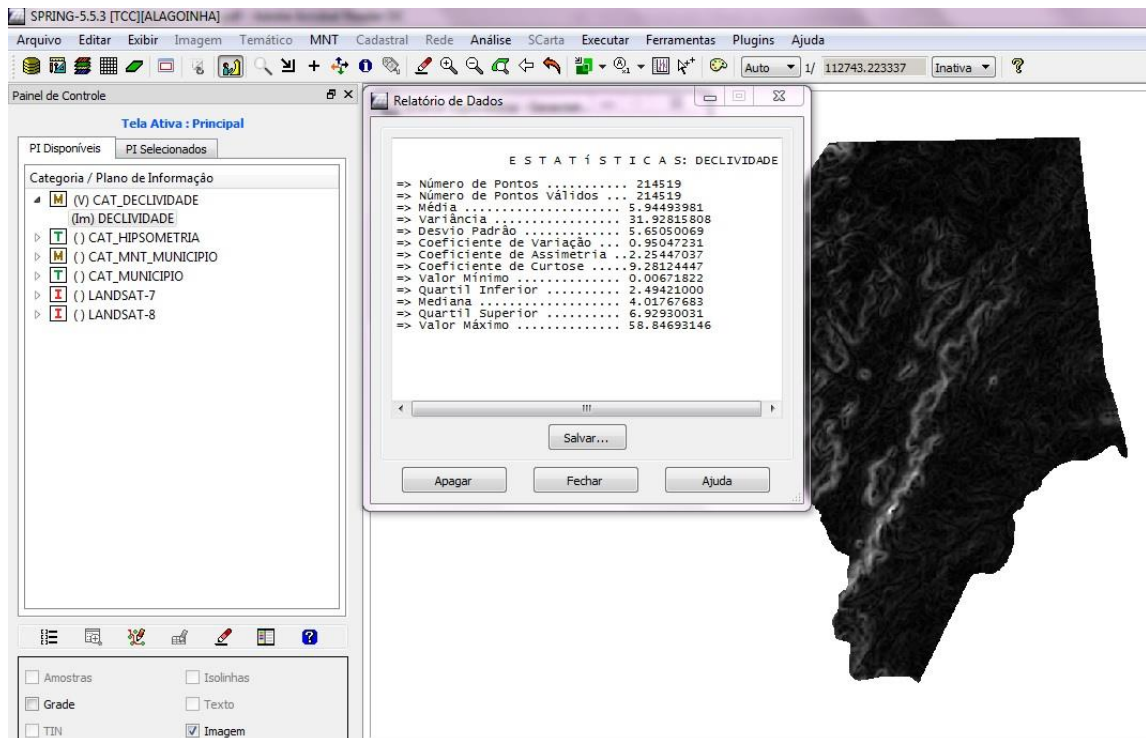 SPRING-5.5.3 [TCC][ALAGOINHA]
Arquivo Editar Exibir Imagem Temático MNT Cadastral Rede Análise SCarta Executar Ferramentas Plugins Ajuda
Auto 1/ 112743.223337 Inativa
Painel de Controle
Tela Ativa : Principal
PI Disponíveis PI Selecionados
Categoria / Plano de Informação
M (V) CAT_DECLIVIDADE
(Im) DECLIVIDADE
T ( ) CAT_HIPSOMETRIA
M ( ) CAT_MNT_MUNICIPIO
T ( ) CAT_MUNICIPIO
I ( ) LANDSAT-7
I ( ) LANDSAT-8
Amostras Isolinhas
Grade Texto
TIN Imagem
Relatório de Dados
E S T A T í S T I C A S: DECLIVIDADE
=> Número de Pontos ........... 214519
=> Número de Pontos Válidos ... 214519
=> Média ...................... 5.94493981
=> Variância .................. 31.92815808
=> Desvio Padrão .............. 5.65050069
=> Coeficiente de Variação .... 0.95047231
=> Coeficiente de Assimetria ..2.25447037
=> Coeficiente de Curtose .....9.28124447
=> Valor Mínimo ............... 0.00671822
=> Quartil Inferior ........... 2.49421000
=> Mediana .................... 4.01767683
=> Quartil Superior ........... 6.92930031
=> Valor Máximo ............... 58.84693146
Salvar...
Apagar Fechar Ajuda